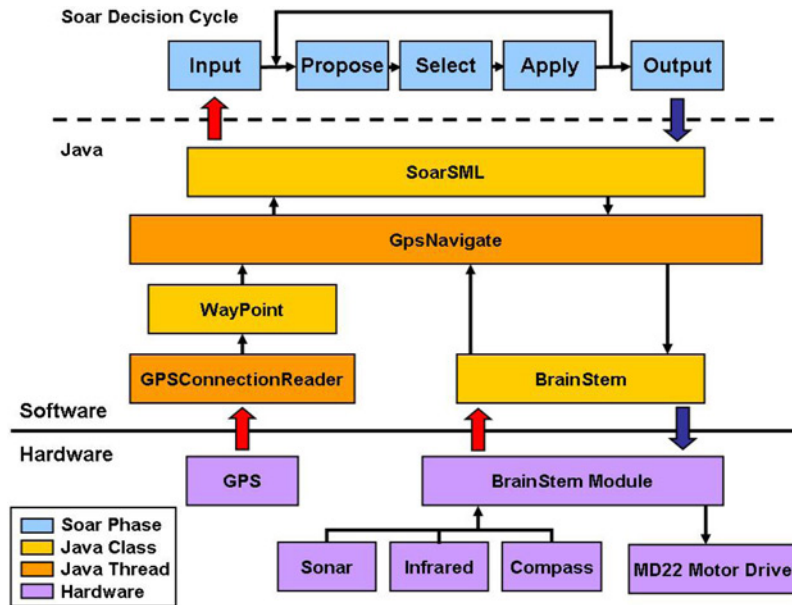 Soar Decision Cycle
Input
Propose
Select
Apply
Output
Java
SoarSML
GpsNavigate
WayPoint
GPSConnectionReader
BrainStem
Software
Hardware
GPS
BrainStem Module
Soar Phase
Java Class
Java Thread
Hardware
Sonar
Infrared
Compass
MD22 Motor Drive